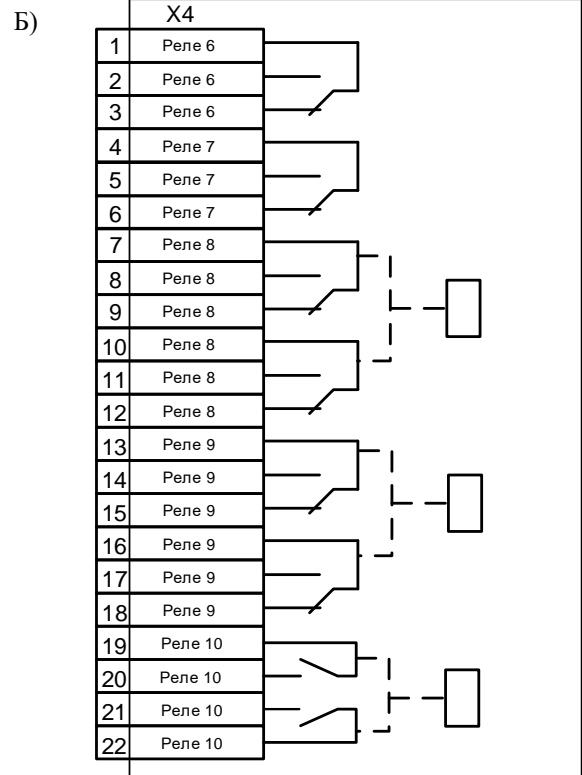 Б)
X4
1 Реле 6
2 Реле 6
3 Реле 6
4 Реле 7
5 Реле 7
6 Реле 7
7 Реле 8
8 Реле 8
9 Реле 8
10 Реле 8
11 Реле 8
12 Реле 8
13 Реле 9
14 Реле 9
15 Реле 9
16 Реле 9
17 Реле 9
18 Реле 9
19 Реле 10
20 Реле 10
21 Реле 10
22 Реле 10